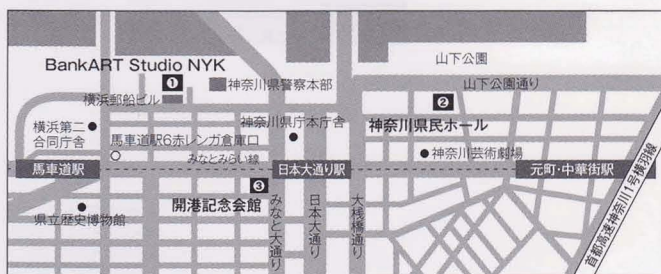 山下公園
BankART Studio NYK
山下公園通り
❶
神奈川県警察本部
❷
横浜郵船ビル
横浜第二
合同庁舎
神奈川県庁本庁舎
神奈川県民ホール
馬車道駅6赤レンガ倉庫口
みなとみらい線
神奈川芸術劇場
馬車道駅
日本大通り駅
元町・中華街駅
❸
開港記念会館
県立歴史博物館
みなと大通り
日本大通り
大桟橋通り
首都高速神奈川1号横羽線